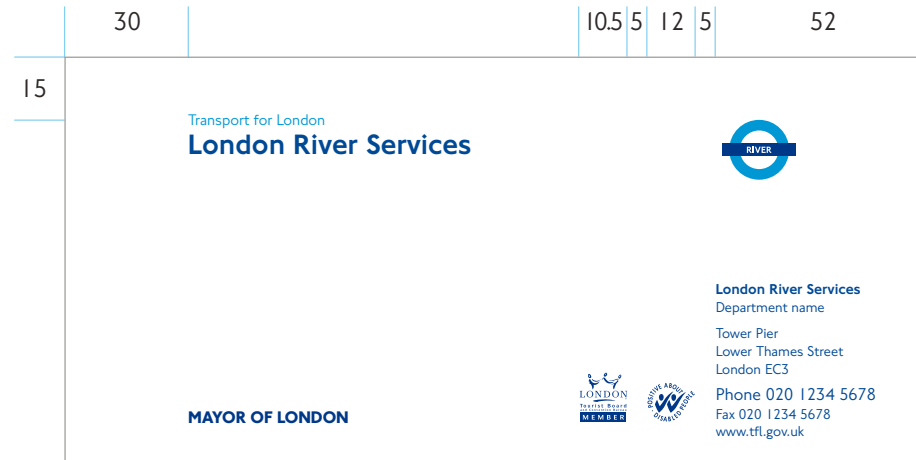 30 10.5 5 12 5 52
15
Transport for London
London River Services
RIVER
London River Services
Department name
Tower Pier
Lower Thames Street
London EC3
Phone 020 1234 5678
Fax 020 1234 5678
www.tfl.gov.uk
LONDON
Tourist Board
MEMBER
POSITIVE ABOUT
DISABLED PEOPLE
MAYOR OF LONDON